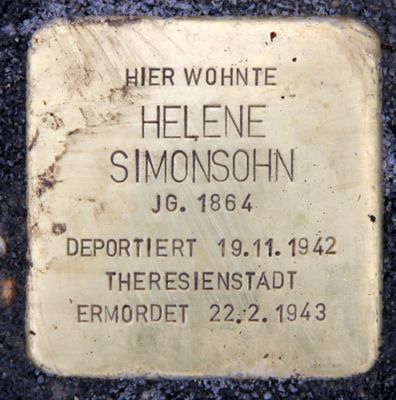 HIER WOHNTE
HELENE
SIMONSOHN
JG. 1864
DEPORTIERT 19.11.1942
THERESIENSTADT
ERMORDET 22.2.1943